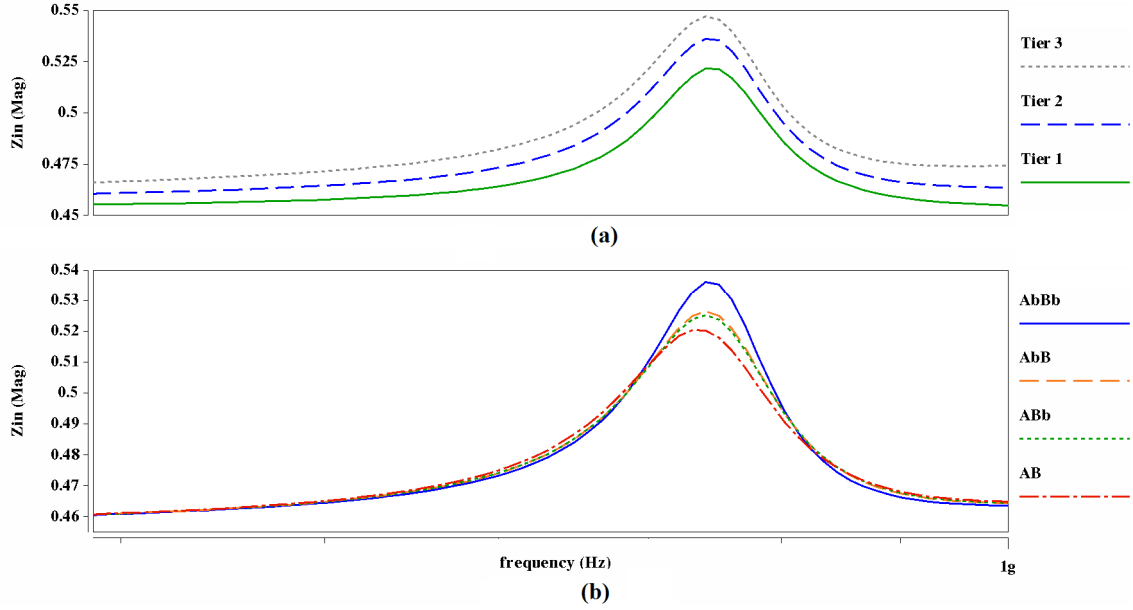 0.55
0.525
0.5
0.475
0.45
Zin (Mag)
Tier 3
Tier 2
Tier 1
(a)
0.54
0.53
0.52
0.51
0.5
0.49
0.48
0.47
0.46
Zin (Mag)
AbBb
AbB
ABb
AB
frequency (Hz)
1g
(b)